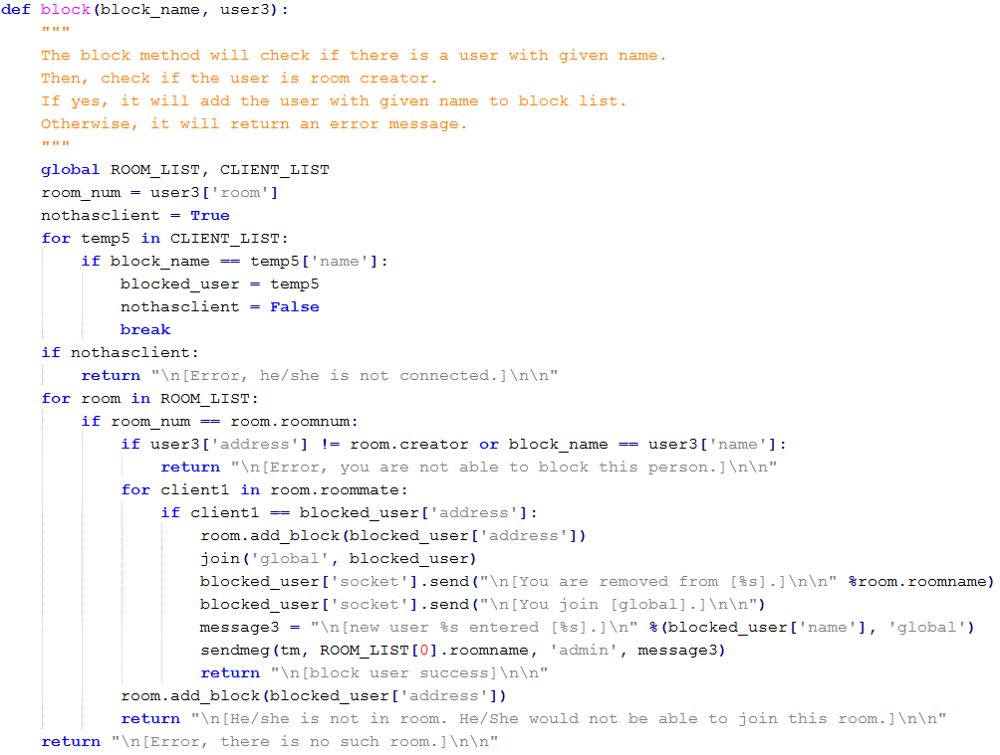 def block(block_name, user3):
    """
    The block method will check if there is a user with given name.
    Then, check if the user is room creator.
    If yes, it will add the user with given name to block list.
    Otherwise, it will return an error message.
    """
    global ROOM_LIST, CLIENT_LIST
    room_num = user3['room']
    nothasclient = True
    for temp5 in CLIENT_LIST:
        if block_name == temp5['name']:
            blocked_user = temp5
            nothasclient = False
            break
    if nothasclient:
        return "\n[Error, he/she is not connected.]\n\n"
    for room in ROOM_LIST:
        if room_num == room.roomnum:
            if user3['address'] != room.creator or block_name == user3['name']:
                return "\n[Error, you are not able to block this person.]\n\n"
            for client1 in room.roommate:
                if client1 == blocked_user['address']:
                    room.add_block(blocked_user['address'])
                    join('global', blocked_user)
                    blocked_user['socket'].send("\n[You are removed from [%s].]\n\n" %room.roomname)
                    blocked_user['socket'].send("\n[You join [global].]\n\n")
                    message3 = "\n[new user %s entered [%s].]\n" %(blocked_user['name'], 'global')
                    sendmeg(tm, ROOM_LIST[0].roomname, 'admin', message3)
                    return "\n[block user success]\n\n"
            room.add_block(blocked_user['address'])
            return "\n[He/she is not in room. He/She would not be able to join this room.]\n\n"
    return "\n[Error, there is no such room.]\n\n"